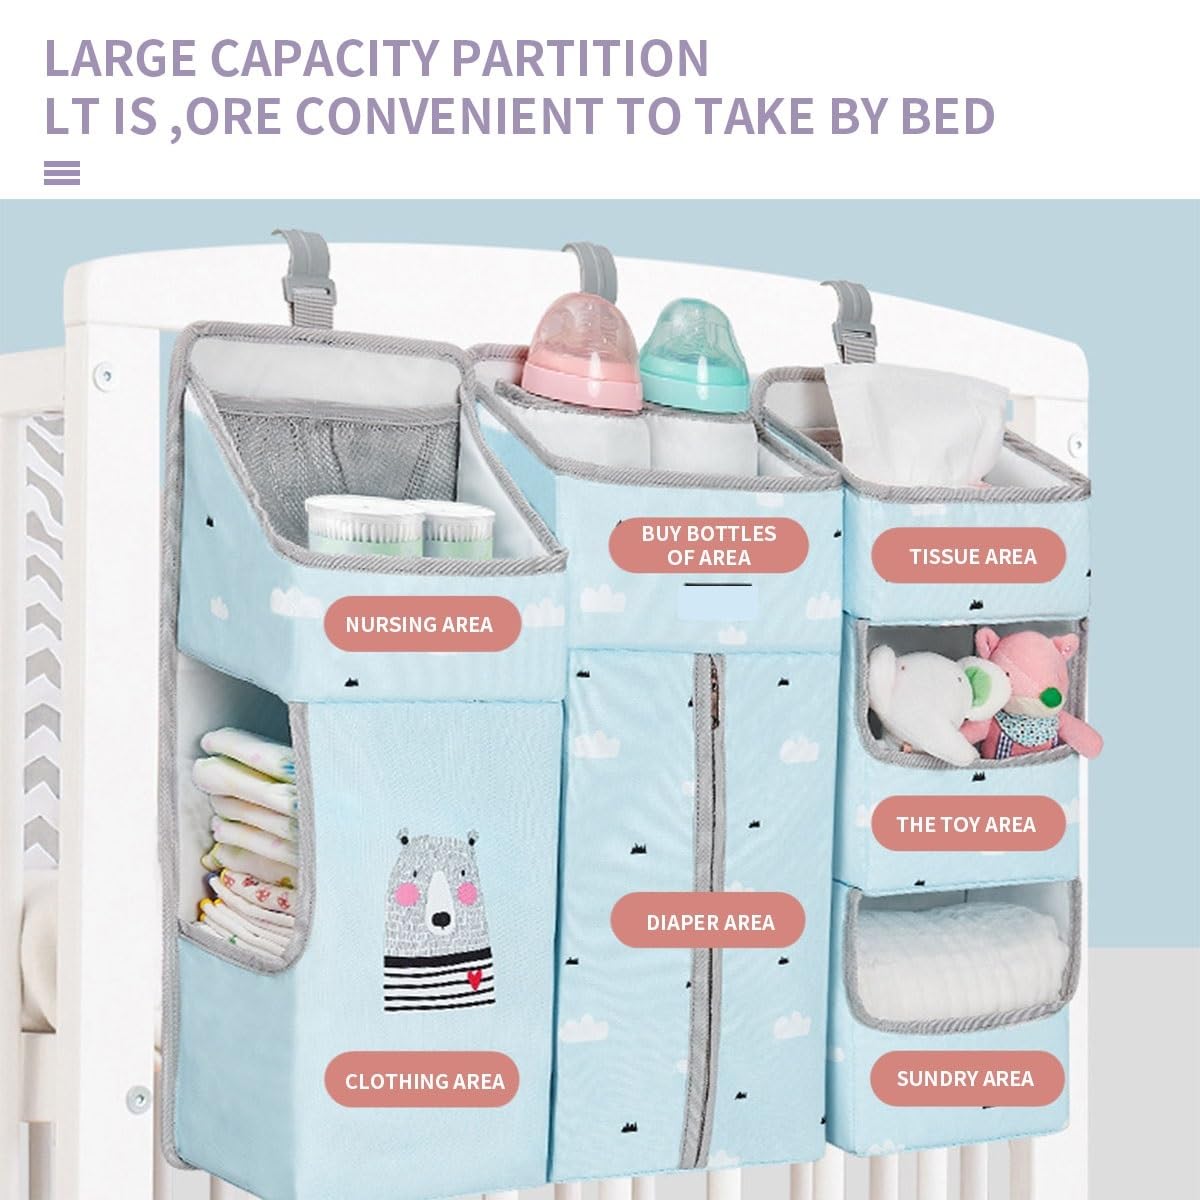 LARGE CAPACITY PARTITION
LT IS ,ORE CONVENIENT TO TAKE BY BED
BUY BOTTLES
OF AREA
TISSUE AREA
NURSING AREA
THE TOY AREA
DIAPER AREA
CLOTHING AREA
SUNDRY AREA